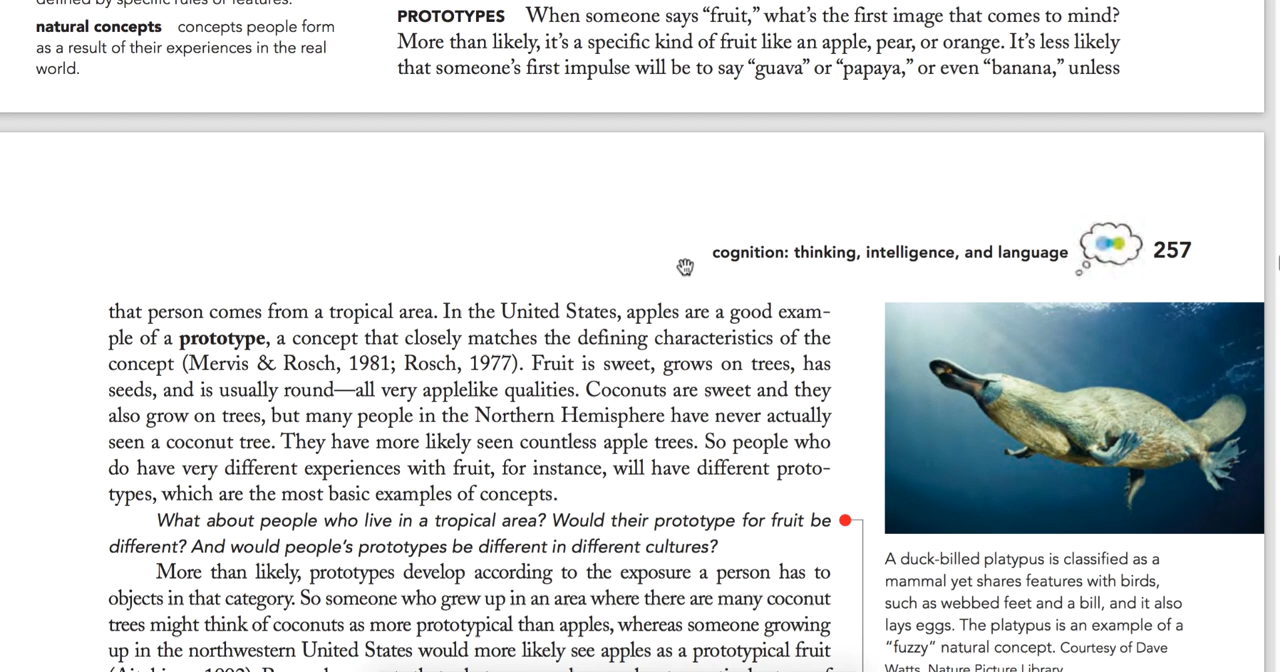 defined by specific rules or features.
natural concepts concepts people form
as a result of their experiences in the real
world.
PROTOTYPES When someone says “fruit,” what’s the first image that comes to mind?
More than likely, it’s a specific kind of fruit like an apple, pear, or orange. It’s less likely
that someone’s first impulse will be to say “guava” or “papaya,” or even “banana,” unless
cognition: thinking, intelligence, and language 257
that person comes from a tropical area. In the United States, apples are a good exam-
ple of a prototype, a concept that closely matches the defining characteristics of the
concept (Mervis & Rosch, 1981; Rosch, 1977). Fruit is sweet, grows on trees, has
seeds, and is usually round—all very applelike qualities. Coconuts are sweet and they
also grow on trees, but many people in the Northern Hemisphere have never actually
seen a coconut tree. They have more likely seen countless apple trees. So people who
do have very different experiences with fruit, for instance, will have different proto-
types, which are the most basic examples of concepts.
What about people who live in a tropical area? Would their prototype for fruit be
different? And would people’s prototypes be different in different cultures?
More than likely, prototypes develop according to the exposure a person has to
objects in that category. So someone who grew up in an area where there are many coconut
trees might think of coconuts as more prototypical than apples, whereas someone growing
up in the northwestern United States would more likely see apples as a prototypical fruit
A duck-billed platypus is classified as a
mammal yet shares features with birds,
such as webbed feet and a bill, and it also
lays eggs. The platypus is an example of a
“fuzzy” natural concept. Courtesy of Dave
Watts, Nature Picture Library